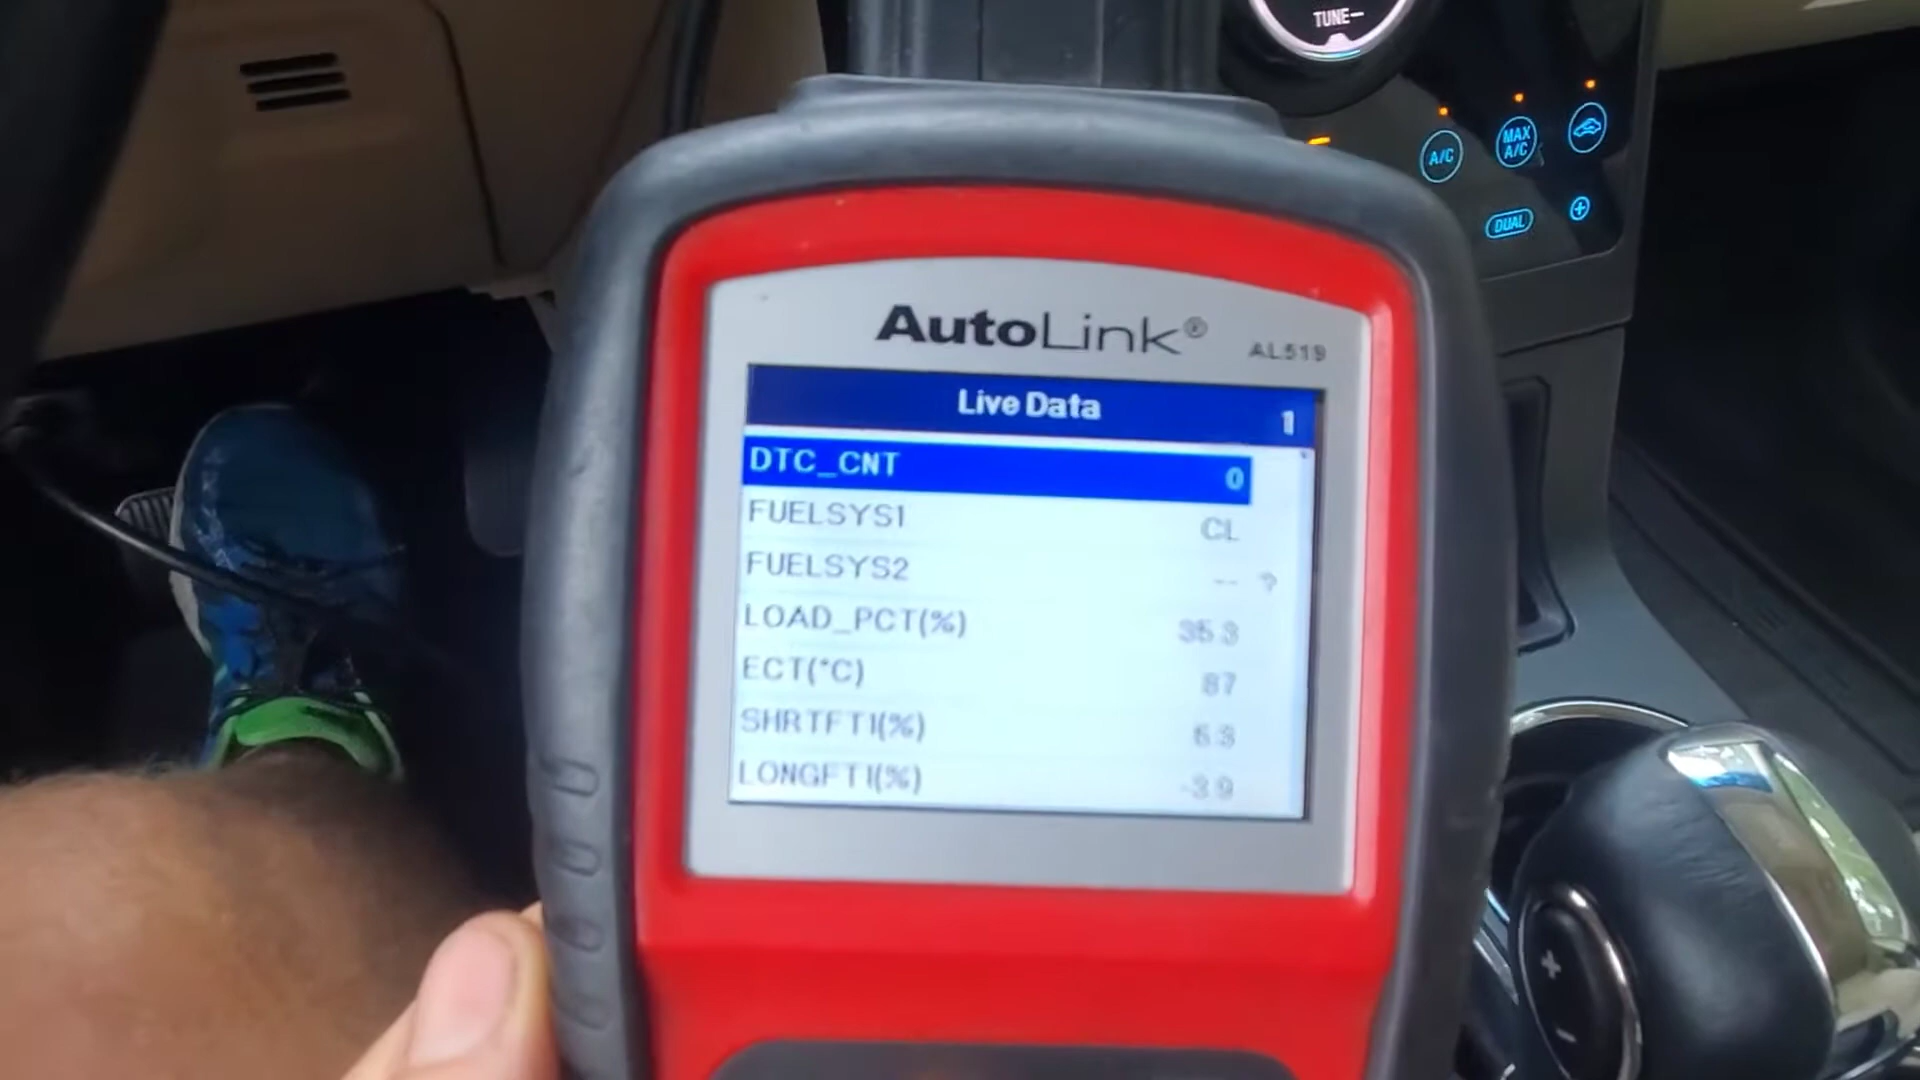 TUNE–
A/C
MAX
A/C
DUAL
+
AutoLink®
AL519
Live Data 1
DTC_CNT 0
FUELSYS1 CL
FUELSYS2 -- ?
LOAD_PCT(%) 35.3
ECT(°C) 87
SHRTFT1(%) 6.3
LONGFT1(%) -3.9
+
–